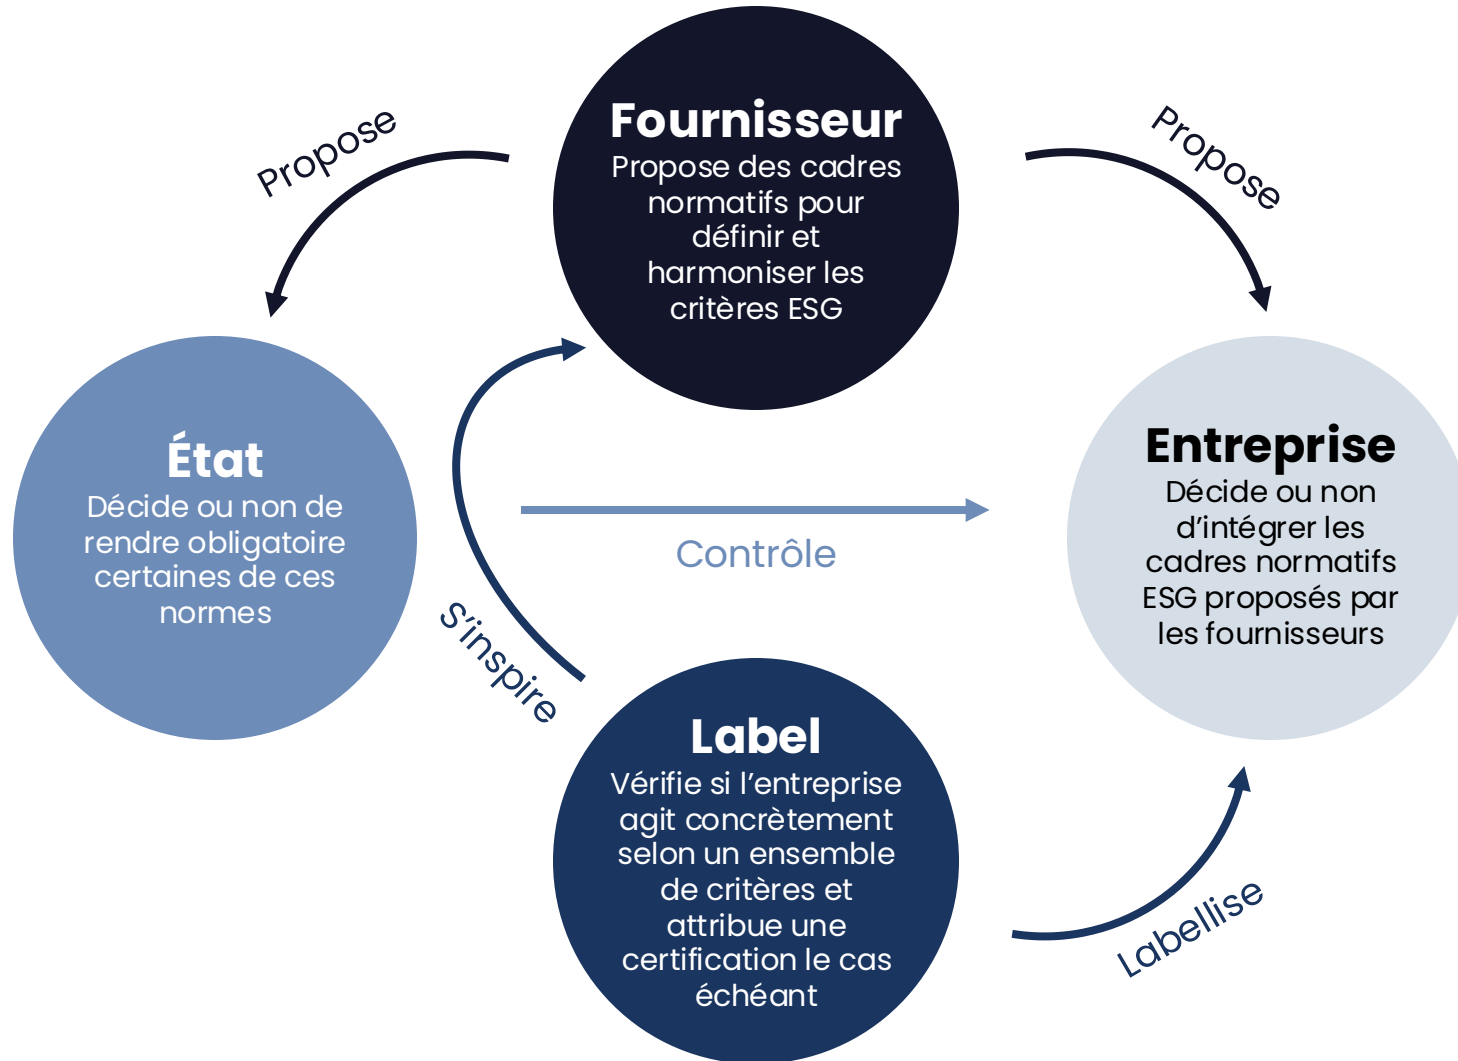 Fournisseur
Propose des cadres
normatifs pour
définir et
harmoniser les
critères ESG
Propose
Propose
État
Décide ou non de
rendre obligatoire
certaines de ces
normes
Contrôle
Entreprise
Décide ou non
d’intégrer les
cadres normatifs
ESG proposés par
les fournisseurs
S’inspire
Label
Vérifie si l’entreprise
agit concrètement
selon un ensemble
de critères et
attribue une
certification le cas
échéant
Labellise